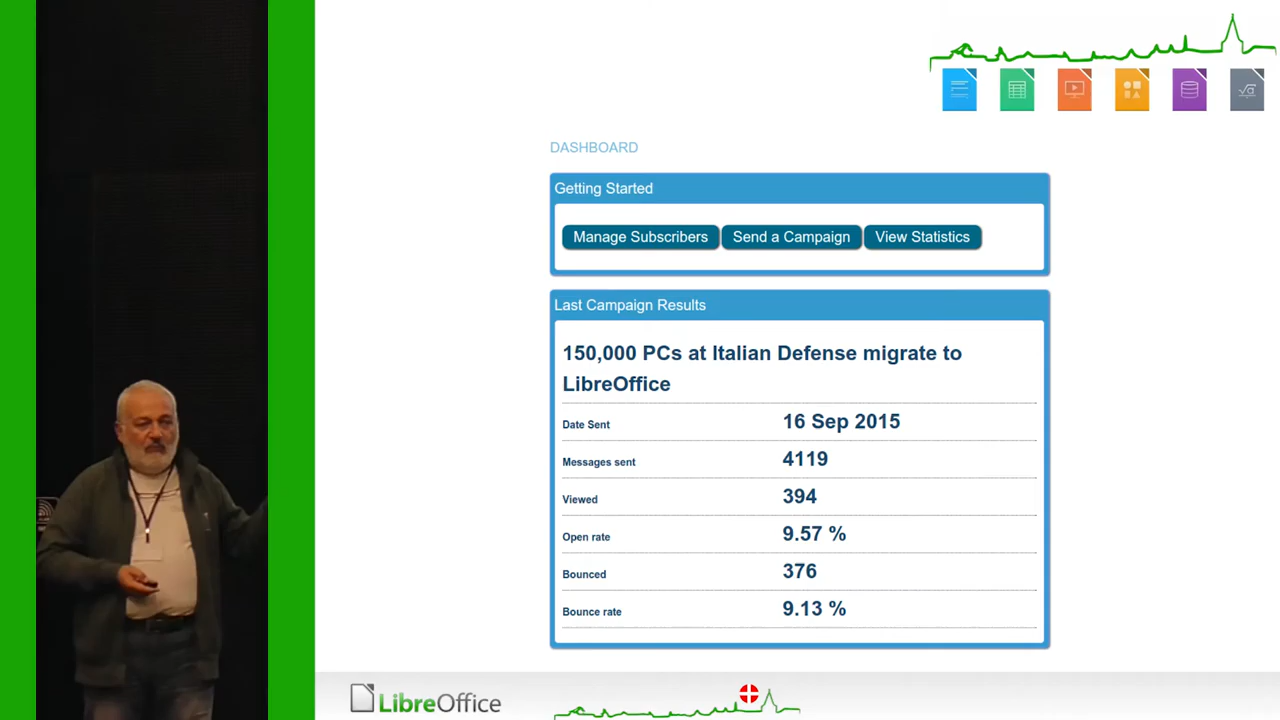 DASHBOARD
Getting Started
Manage Subscribers Send a Campaign View Statistics
Last Campaign Results
150,000 PCs at Italian Defense migrate to
LibreOffice
Date Sent 16 Sep 2015
Messages sent 4119
Viewed 394
Open rate 9.57 %
Bounced 376
Bounce rate 9.13 %
LibreOffice